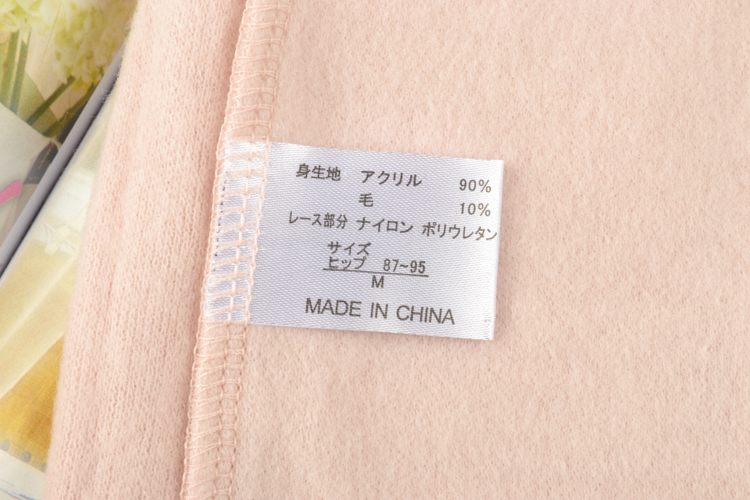 身生地 アクリル 90%
毛 10%
レース部分 ナイロン ポリウレタン
サイズ
ヒップ 87~95
M
MADE IN CHINA